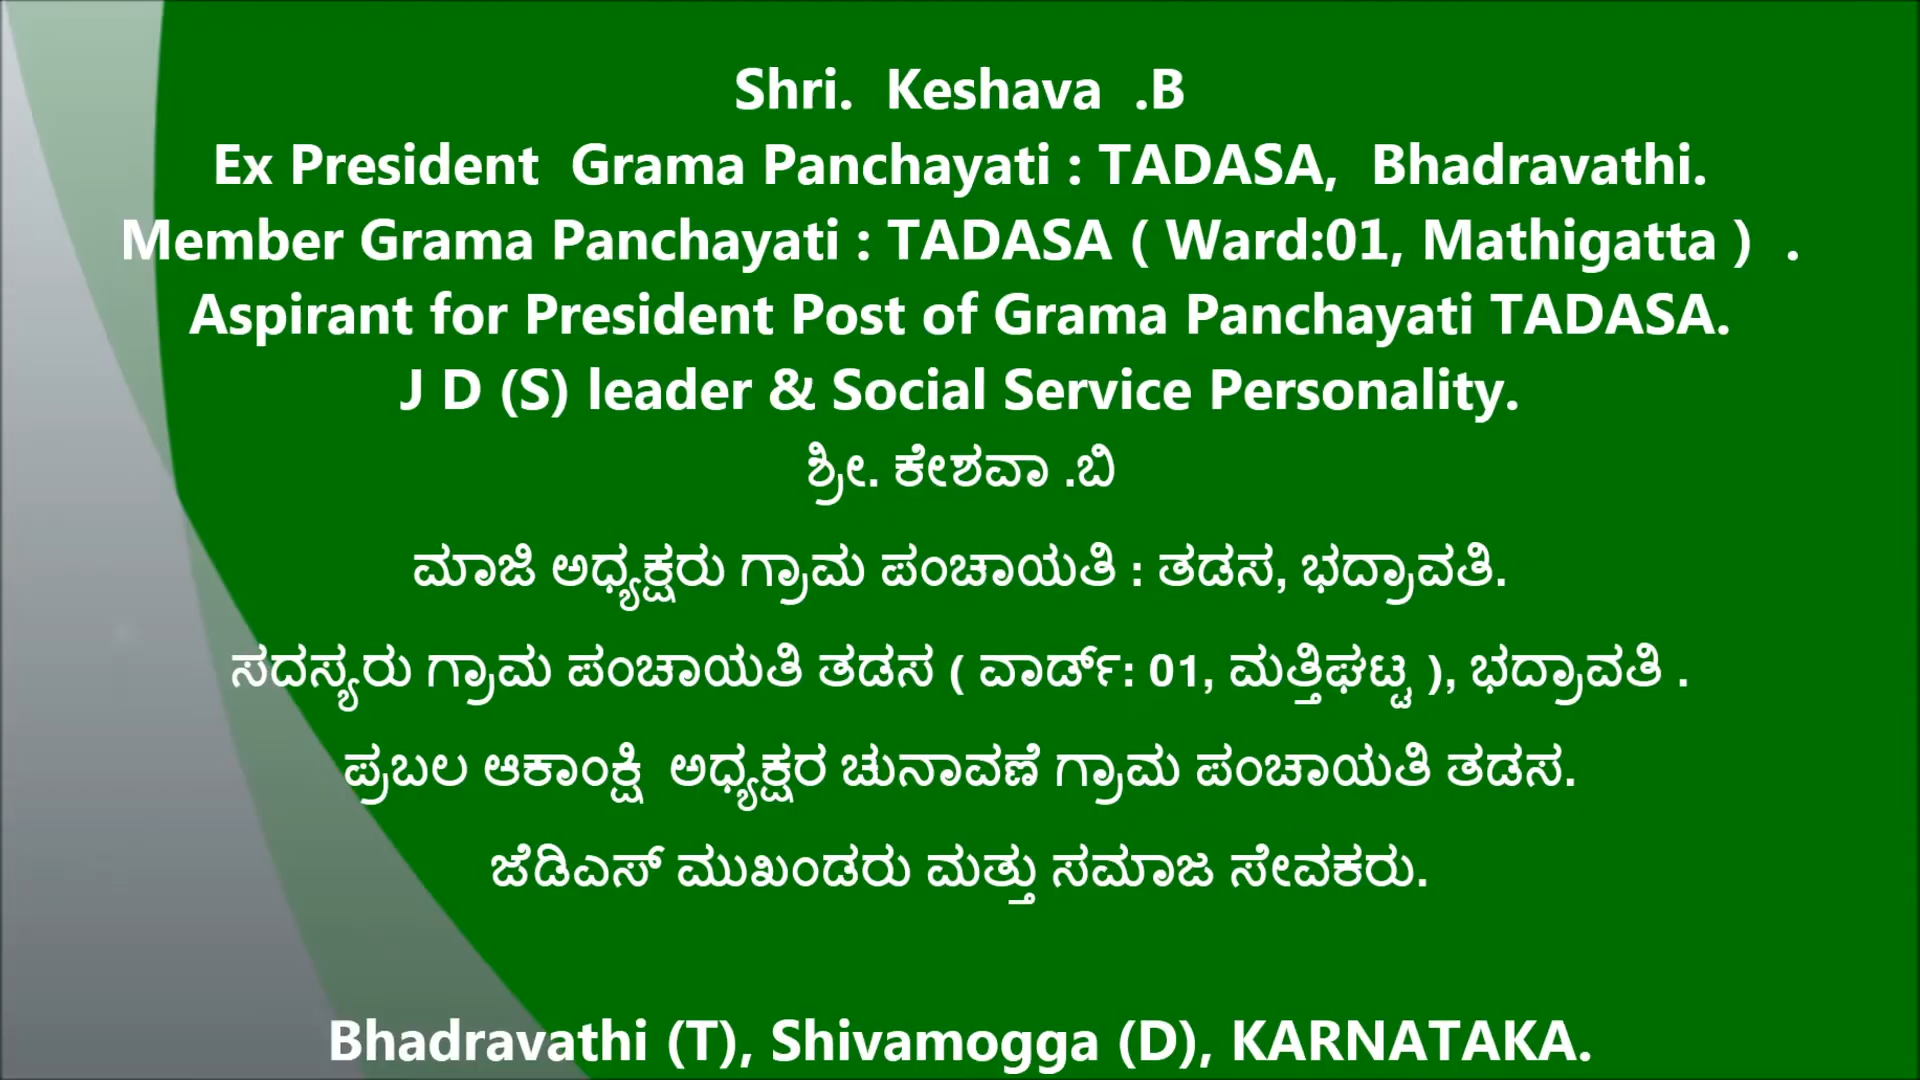 Shri.  Keshava  .B
Ex President  Grama Panchayati : TADASA,  Bhadravathi.
Member Grama Panchayati : TADASA ( Ward:01, Mathigatta )  .
Aspirant for President Post of Grama Panchayati TADASA.
J D (S) leader & Social Service Personality.
ಶ್ರೀ. ಕೇಶವಾ .ಬಿ
ಮಾಜಿ ಅಧ್ಯಕ್ಷರು ಗ್ರಾಮ ಪಂಚಾಯತಿ : ತಡಸ, ಭದ್ರಾವತಿ.
ಸದಸ್ಯರು ಗ್ರಾಮ ಪಂಚಾಯತಿ ತಡಸ ( ವಾರ್ಡ್: 01, ಮತ್ತಿಘಟ್ಟ ), ಭದ್ರಾವತಿ .
ಪ್ರಬಲ ಆಕಾಂಕ್ಷಿ  ಅಧ್ಯಕ್ಷರ ಚುನಾವಣೆ ಗ್ರಾಮ ಪಂಚಾಯತಿ ತಡಸ.
ಜೆಡಿಎಸ್ ಮುಖಂಡರು ಮತ್ತು ಸಮಾಜ ಸೇವಕರು.
Bhadravathi (T), Shivamogga (D), KARNATAKA.